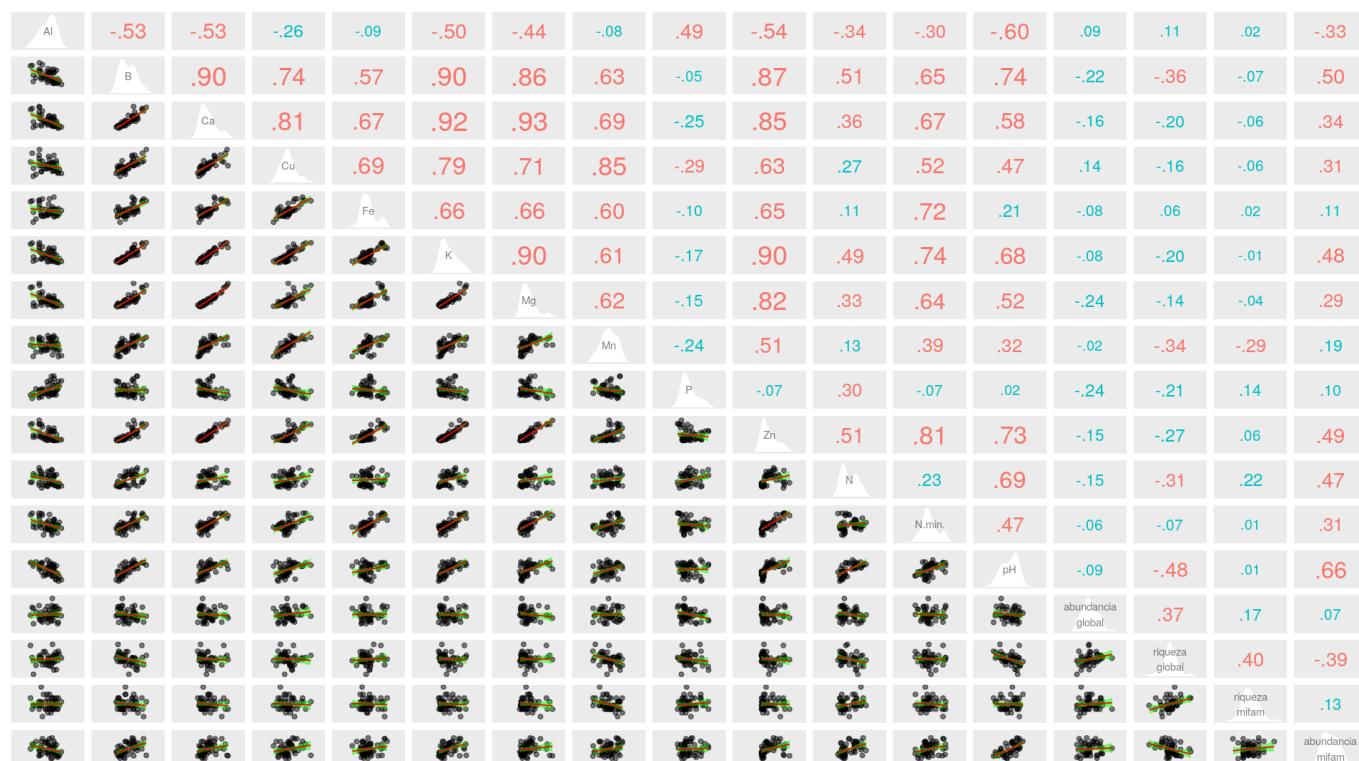 Al -.53 -.53 -.26 -.09 -.50 -.44 -.08 .49 -.54 -.34 -.30 -.60 .09 .11 .02 -.33
B .90 .74 .57 .90 .86 .63 -.05 .87 .51 .65 .74 -.22 -.36 -.07 .50
Ca .81 .67 .92 .93 .69 -.25 .85 .36 .67 .58 -.16 -.20 -.06 .34
Cu .69 .79 .71 .85 -.29 .63 .27 .52 .47 .14 -.16 -.06 .31
Fe .66 .66 .60 -.10 .65 .11 .72 .21 -.08 .06 .02 .11
K .90 .61 -.17 .90 .49 .74 .68 -.08 -.20 -.01 .48
Mg .62 -.15 .82 .33 .64 .52 -.24 -.14 -.04 .29
Mn -.24 .51 .13 .39 .32 -.02 -.34 -.29 .19
P -.07 .30 -.07 .02 -.24 -.21 .14 .10
Zn .51 .81 .73 -.15 -.27 .06 .49
N .23 .69 -.15 -.31 .22 .47
N.min. .47 -.06 -.07 .01 .31
pH -.09 -.48 .01 .66
abundancia
global
.37 .17 .07
riqueza
global
.40 -.39
riqueza
mifam
.13
abundancia
mifam